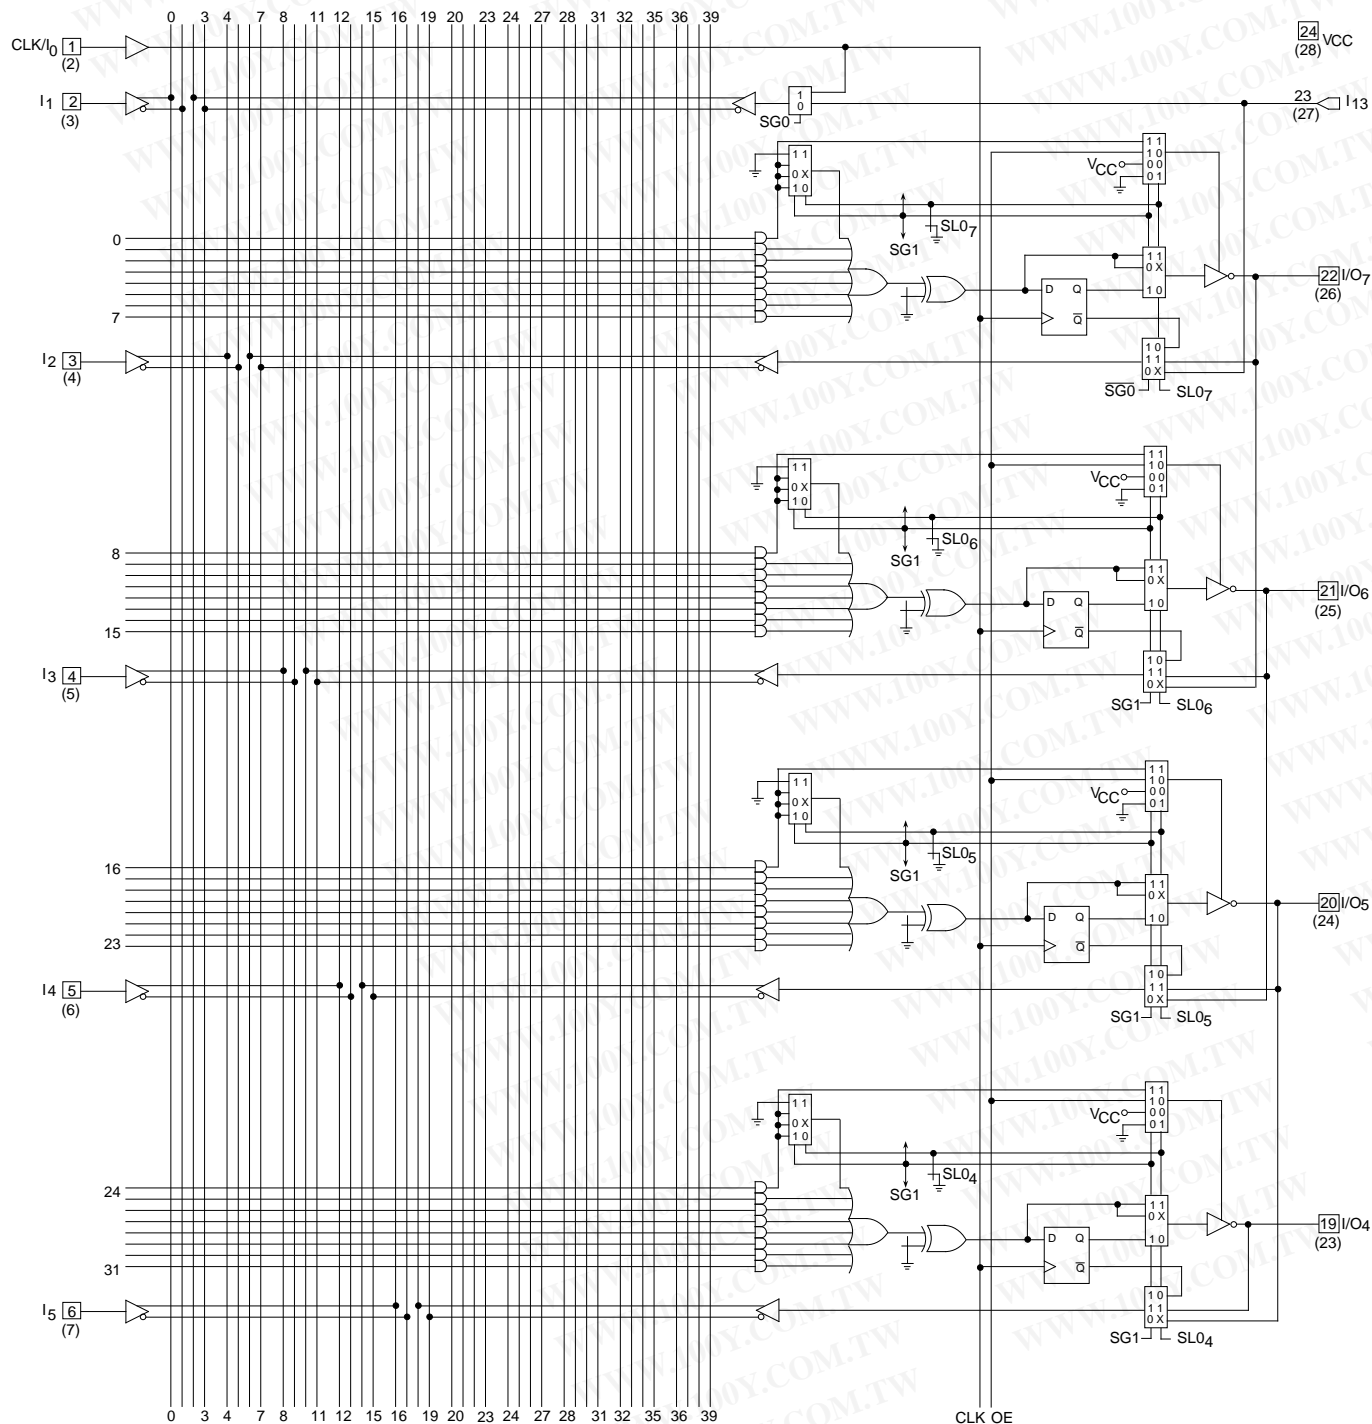 0 3 4 7 8 11 12 15 16 19 20 23 24 27 28 31 32 35 36 39
CLK/I0 1 (2)
24 (28) VCC
I1 2 (3)
1 0 SG0
23 (27) I13
1 1
0 X
1 0
1 1
1 0
0 0
0 1
VCC
SL07
SG1
0
7
1 1
0 X
1 0
D Q
Q
22 I/O7 (26)
I2 3 (4)
1 0
1 1
0 X
SG0 SL07
1 1
0 X
1 0
1 1
1 0
0 0
0 1
VCC
SL06
SG1
8
15
1 1
0 X
1 0
D Q
Q
21 I/O6 (25)
I3 4 (5)
1 0
1 1
0 X
SG1 SL06
1 1
0 X
1 0
1 1
1 0
0 0
0 1
VCC
SL05
SG1
16
23
1 1
0 X
1 0
D Q
Q
20 I/O5 (24)
I4 5 (6)
1 0
1 1
0 X
SG1 SL05
1 1
0 X
1 0
1 1
1 0
0 0
0 1
VCC
SL04
SG1
24
31
1 1
0 X
1 0
D Q
Q
19 I/O4 (23)
I5 6 (7)
1 0
1 1
0 X
SG1 SL04
0 3 4 7 8 11 12 15 16 19 20 23 24 27 28 31 32 35 36 39
CLK OE
WWW.100Y.COM.TW